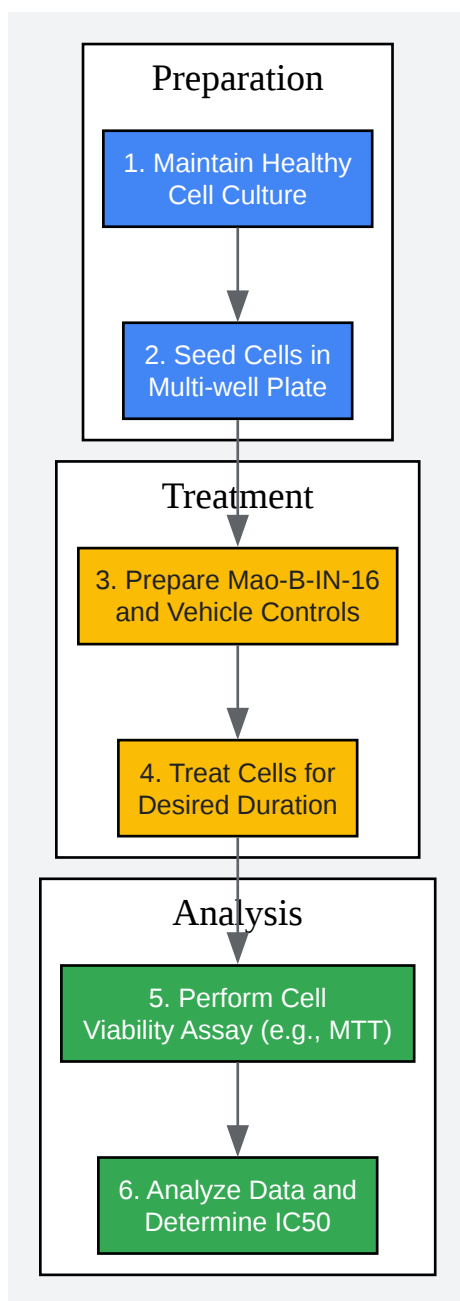 Preparation
1. Maintain Healthy
Cell Culture
2. Seed Cells in
Multi-well Plate
Treatment
3. Prepare Mao-B-IN-16
and Vehicle Controls
4. Treat Cells for
Desired Duration
Analysis
5. Perform Cell
Viability Assay (e.g., MTT)
6. Analyze Data and
Determine IC50